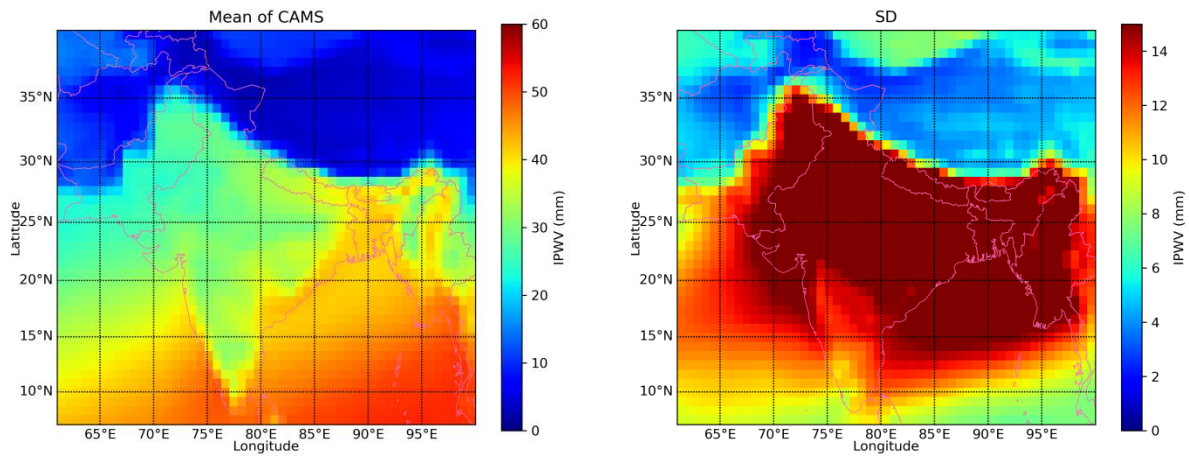 Mean of CAMS
35°N
30°N
25°N
20°N
15°N
10°N
Latitude
65°E 70°E 75°E 80°E 85°E 90°E 95°E
Longitude
60
50
40
30
20
10
0
IPWV (mm)
SD
35°N
30°N
25°N
20°N
15°N
10°N
Latitude
65°E 70°E 75°E 80°E 85°E 90°E 95°E
Longitude
14
12
10
8
6
4
2
0
IPWV (mm)